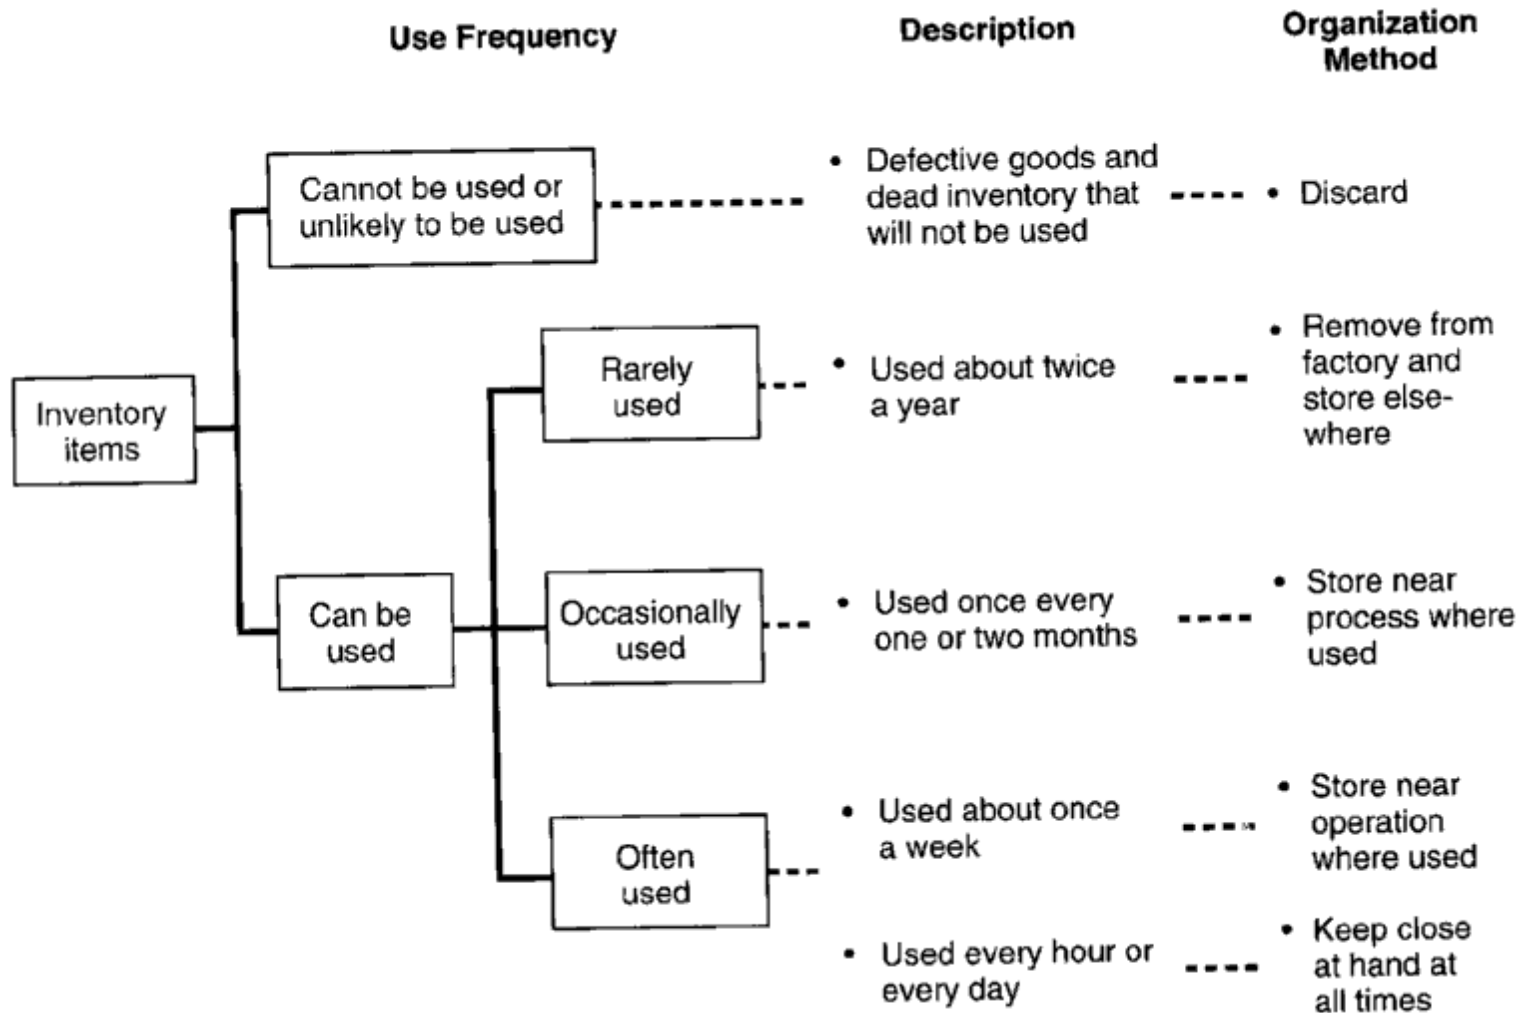 Use Frequency
Description
Organization
Method
Cannot be used or
unlikely to be used
• Defective goods and
dead inventory that
will not be used
• Discard
Inventory
items
Rarely
used
• Used about twice
a year
• Remove from
factory and
store else-
where
Can be
used
Occasionally
used
• Used once every
one or two months
• Store near
process where
used
Often
used
• Used about once
a week
• Store near
operation
where used
• Used every hour or
every day
• Keep close
at hand at
all times